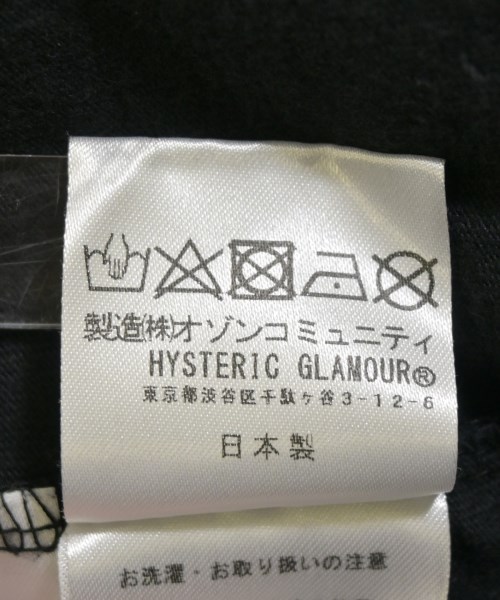 製造㈱オゾンコミュニティ
HYSTERIC GLAMOUR®
東京都渋谷区千駄ヶ谷3-12-6
日本製
お洗濯・お取り扱いの注意